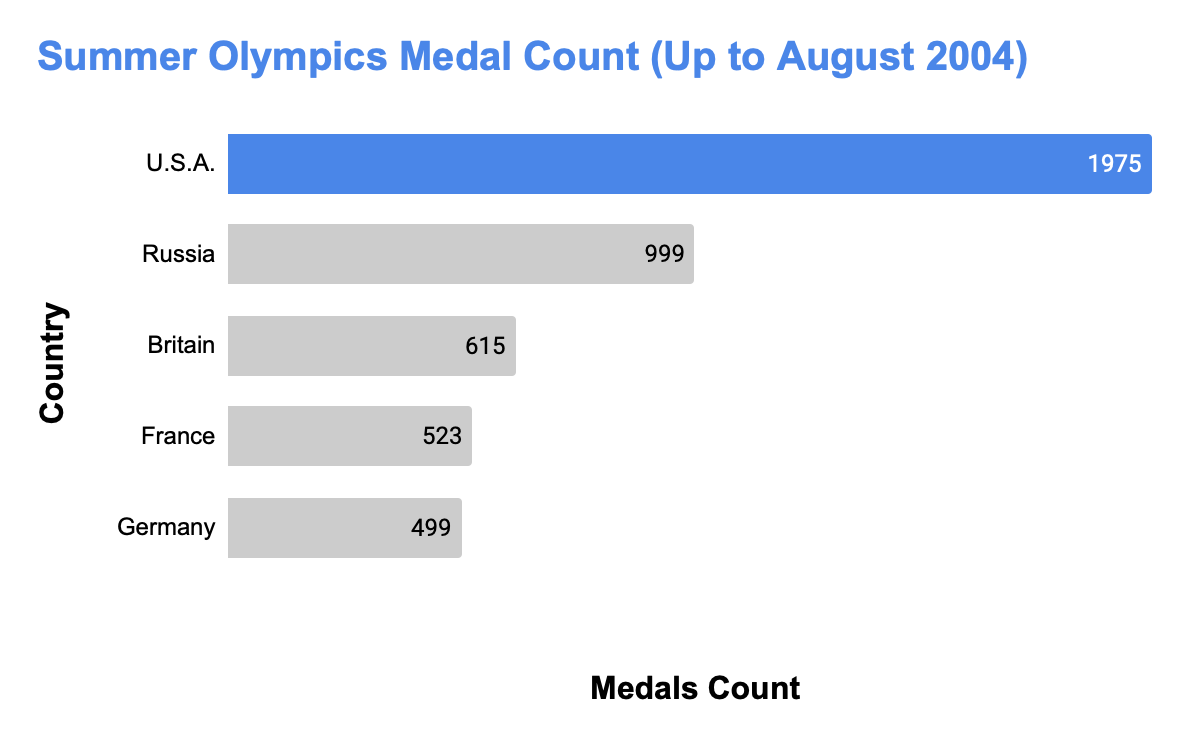 Summer Olympics Medal Count (Up to August 2004)
U.S.A. 1975
Russia 999
Britain 615
France 523
Germany 499
Country
Medals Count